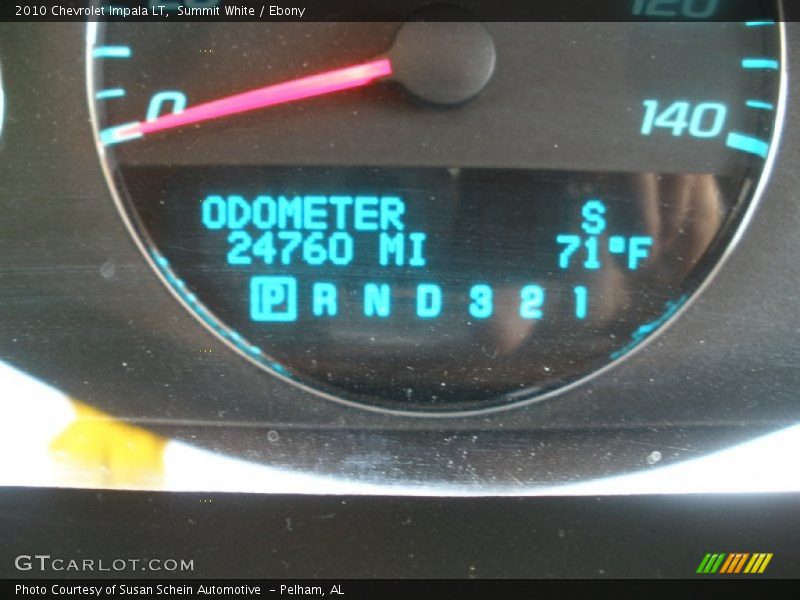 2010 Chevrolet Impala LT,  Summit White / Ebony
120
0
140
ODOMETER S
24760 MI 71°F
P R N D 3 2 1
GTCARLOT.COM
Photo Courtesy of Susan Schein Automotive  - Pelham, AL